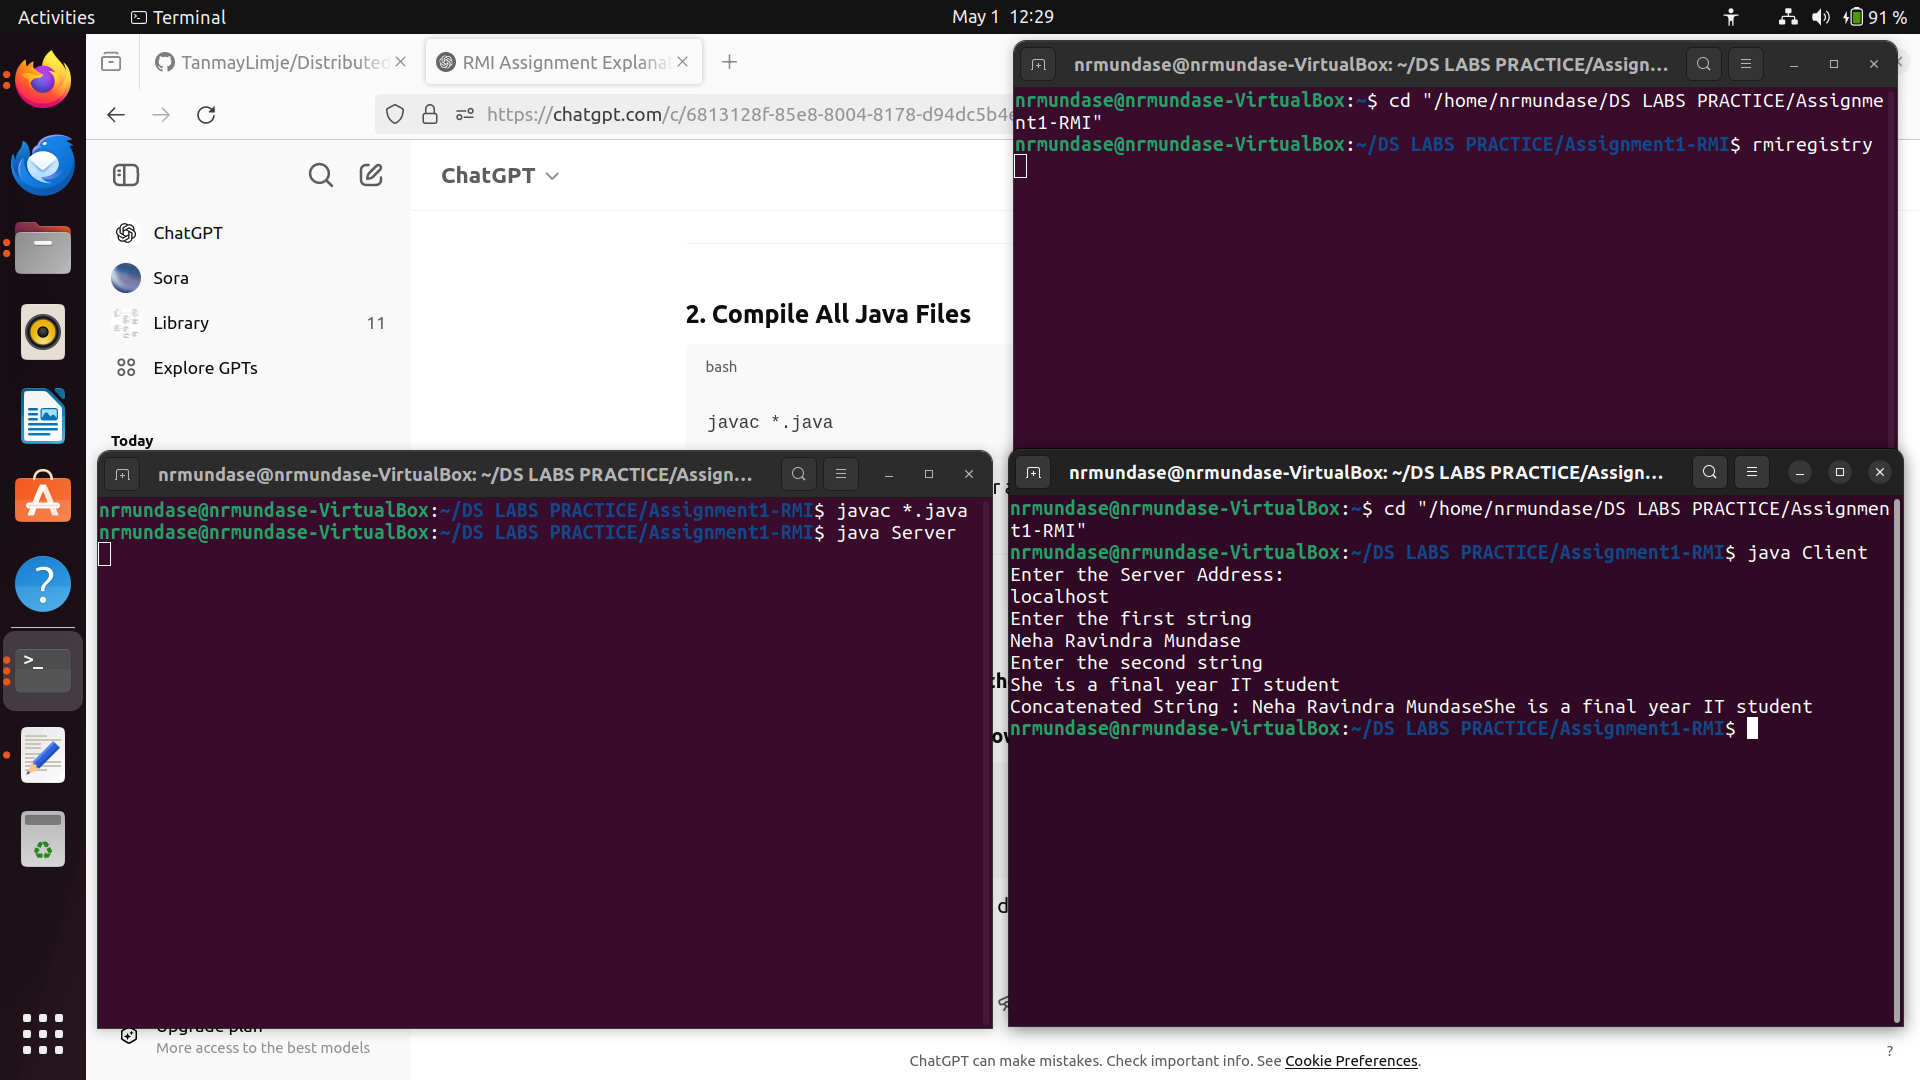 Activities
Terminal
May 1 12:29
91 %
TanmayLimje/Distributed
RMI Assignment Explana
https://chatgpt.com/c/6813128f-85e8-8004-8178-d94dc5b4
ChatGPT
ChatGPT
Sora
Library 11
Explore GPTs
Today
2. Compile All Java Files
bash
javac *.java
nrmundase@nrmundase-VirtualBox: ~/DS LABS PRACTICE/Assign...
nrmundase@nrmundase-VirtualBox:~$ cd "/home/nrmundase/DS LABS PRACTICE/Assignme
nt1-RMI"
nrmundase@nrmundase-VirtualBox:~/DS LABS PRACTICE/Assignment1-RMI$ rmiregistry
nrmundase@nrmundase-VirtualBox: ~/DS LABS PRACTICE/Assign...
nrmundase@nrmundase-VirtualBox:~/DS LABS PRACTICE/Assignment1-RMI$ javac *.java
nrmundase@nrmundase-VirtualBox:~/DS LABS PRACTICE/Assignment1-RMI$ java Server
nrmundase@nrmundase-VirtualBox: ~/DS LABS PRACTICE/Assign...
nrmundase@nrmundase-VirtualBox:~$ cd "/home/nrmundase/DS LABS PRACTICE/Assignmen
t1-RMI"
nrmundase@nrmundase-VirtualBox:~/DS LABS PRACTICE/Assignment1-RMI$ java Client
Enter the Server Address:
localhost
Enter the first string
Neha Ravindra Mundase
Enter the second string
She is a final year IT student
Concatenated String : Neha Ravindra MundaseShe is a final year IT student
nrmundase@nrmundase-VirtualBox:~/DS LABS PRACTICE/Assignment1-RMI$
Upgrade plan
More access to the best models
ChatGPT can make mistakes. Check important info. See Cookie Preferences.
?